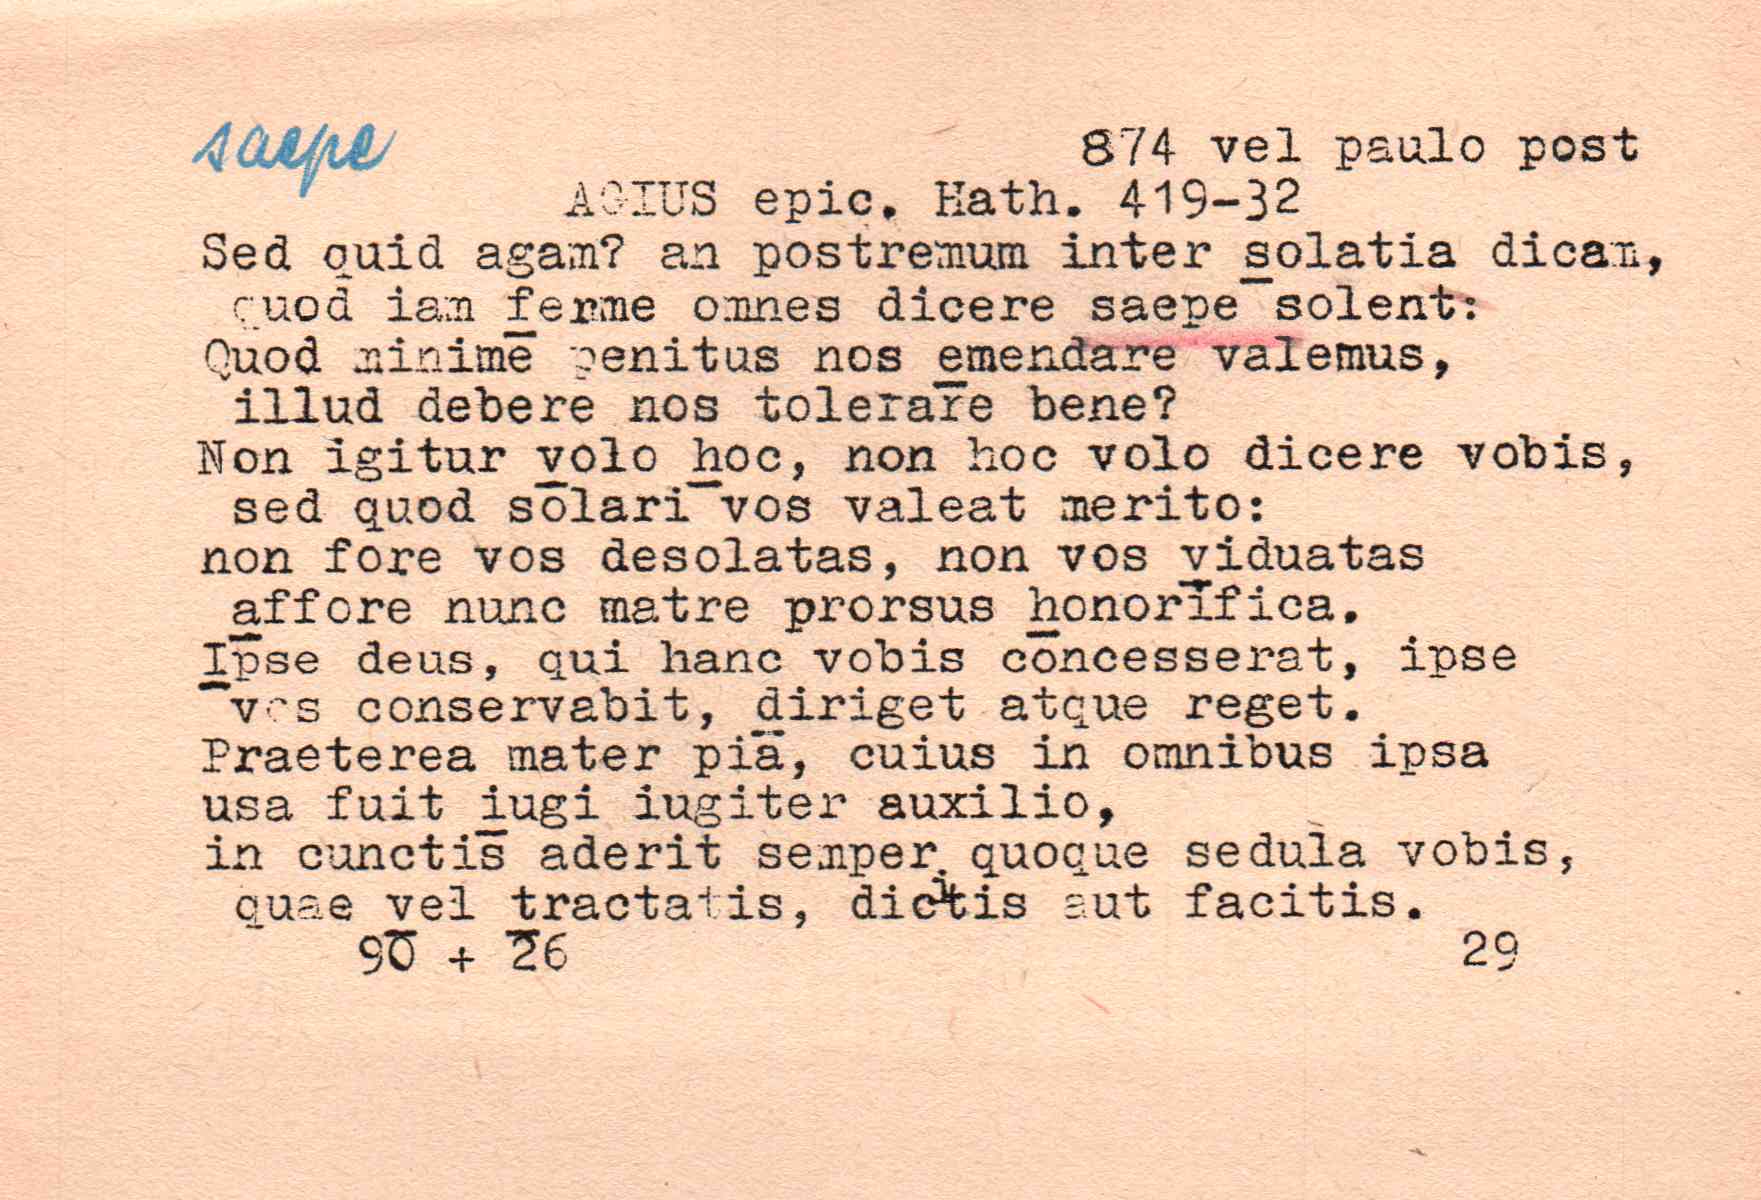 saepe 874 vel paulo post
AGIUS epic. Hath. 419-32
Sed quid agam? an postremum inter solatia dicam,
quod iam ferme omnes dicere saepe solent:
Quod minime penitus nos emendare valemus,
illud debere nos tolerare bene?
Non igitur volo hoc, non hoc volo dicere vobis,
sed quod solari vos valeat merito:
non fore vos desolatas, non vos viduatas
affore nunc matre prorsus honorifica.
Ipse deus, qui hanc vobis concesserat, ipse
vos conservabit, diriget atque reget.
Praeterea mater pia, cuius in omnibus ipsa
usa fuit iugi iugiter auxilio,
in cunctis aderit semper quoque sedula vobis,
quae vel tractatis, dicitis aut facitis.
90 + 26 29